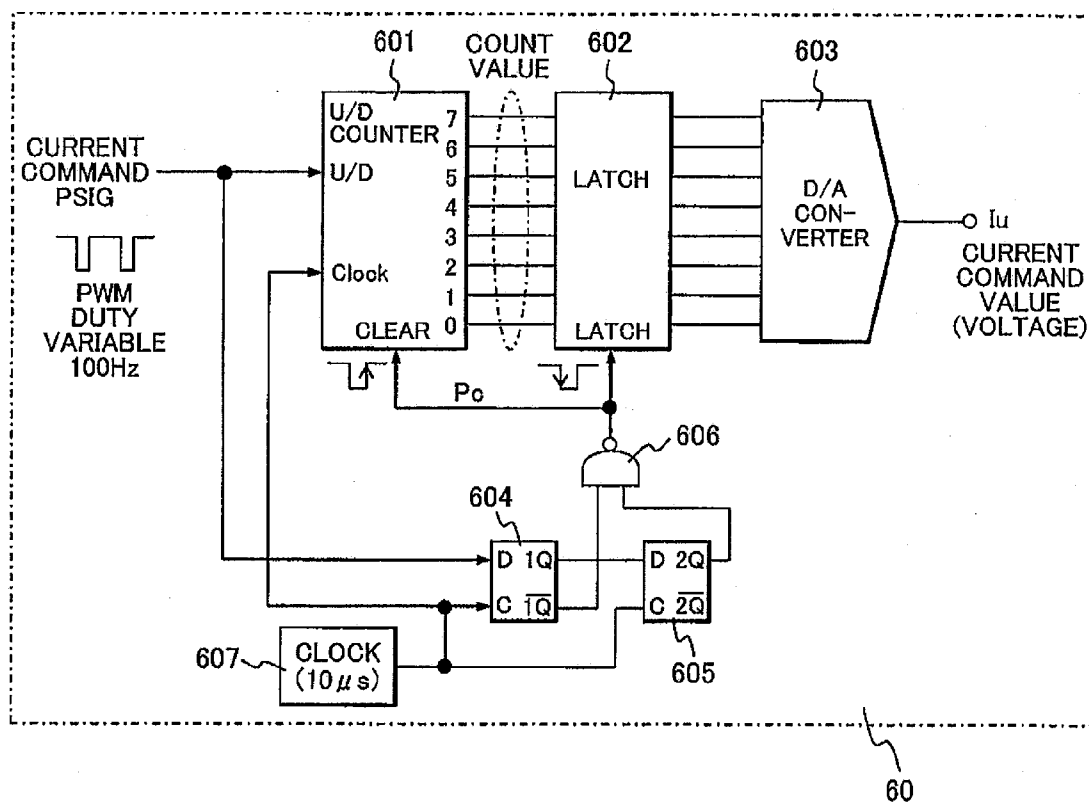 601
COUNT
VALUE
602
603
U/D
COUNTER
7
6
5
4
3
2
1
0
U/D
Clock
CLEAR
CURRENT
COMMAND
PSIG
PWM
DUTY
VARIABLE
100Hz
LATCH
LATCH
D/A
CON-
VERTER
Iu
CURRENT
COMMAND
VALUE
(VOLTAGE)
Pc
606
604
D 1Q
C 1Q̅
D 2Q
C 2Q̅
605
607
CLOCK
(10μs)
60